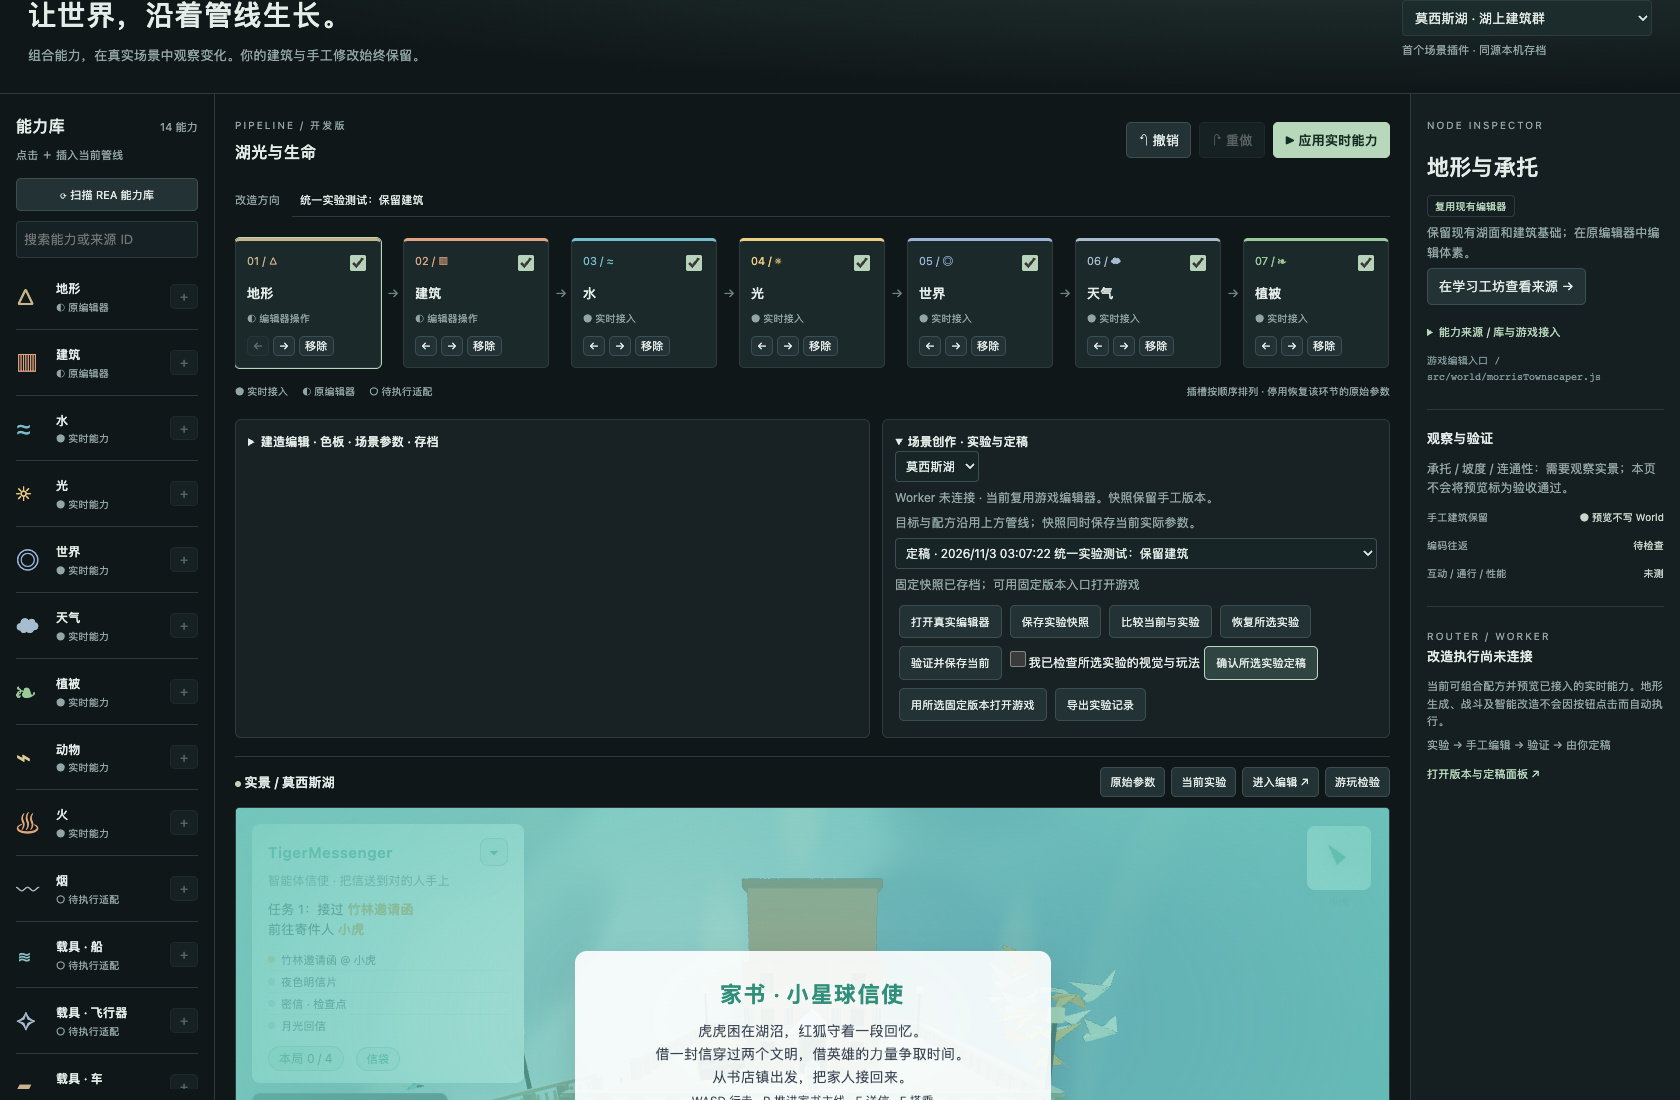 让世界，沿着管线生长。
组合能力，在真实场景中观察变化。你的建筑与手工修改始终保留。
莫西斯湖 · 湖上建筑群
首个场景插件 · 同源本机存档
能力库
14 能力
点击 ＋ 插入当前管线
扫描 REA 能力库
搜索能力或来源 ID
地形
原编辑器
建筑
原编辑器
水
实时能力
光
实时能力
世界
实时能力
天气
实时能力
植被
实时能力
动物
实时能力
火
实时能力
烟
待执行适配
载具 · 船
待执行适配
载具 · 飞行器
待执行适配
载具 · 车
PIPELINE / 开发版
湖光与生命
撤销
重做
应用实时能力
改造方向
统一实验测试：保留建筑
01 /
地形
编辑器操作
← → 移除
02 /
建筑
编辑器操作
← → 移除
03 / ≈
水
实时接入
← → 移除
04 /
光
实时接入
← → 移除
05 / ◎
世界
实时接入
← → 移除
06 /
天气
实时接入
← → 移除
07 /
植被
实时接入
← → 移除
实时接入
原编辑器
待执行适配
插槽按顺序排列 · 停用恢复该环节的原始参数
建造编辑 · 色板 · 场景参数 · 存档
场景创作 · 实验与定稿
莫西斯湖
Worker 未连接 · 当前复用游戏编辑器。快照保留手工版本。
目标与配方沿用上方管线；快照同时保存当前实际参数。
定稿 · 2026/11/3 03:07:22 统一实验测试：保留建筑
固定快照已存档；可用固定版本入口打开游戏
打开真实编辑器
保存实验快照
比较当前与实验
恢复所选实验
验证并保存当前
我已检查所选实验的视觉与玩法
确认所选实验定稿
用所选固定版本打开游戏
导出实验记录
实景 / 莫西斯湖
原始参数
当前实验
进入编辑 ↗
游玩检验
TigerMessenger
智能体信使 · 把信送到对的人手上
任务 1：接过 竹林邀请函
前往寄件人 小虎
竹林邀请函 @ 小虎
夜色明信片
密信 · 检查点
月光回信
本局 0 / 4
信袋
家书 · 小星球信使
虎虎困在湖沼，红狐守着一段回忆。
借一封信穿过两个文明，借英雄的力量争取时间。
从书店镇出发，把家人接回来。
NODE INSPECTOR
地形与承托
复用现有编辑器
保留现有湖面和建筑基础；在原编辑器中编
辑体素。
在学习工坊查看来源 →
能力来源 / 库与游戏接入
游戏编辑入口 /
src/world/morrisTownscaper.js
观察与验证
承托 / 坡度 / 连通性：需要观察实景；本页
不会将预览标为验收通过。
手工建筑保留
预览不写 World
编码往返
待检查
互动 / 通行 / 性能
未测
ROUTER / WORKER
改造执行尚未连接
当前可组合配方并预览已接入的实时能力。地形
生成、战斗及智能改造不会因按钮点击而自动执
行。
实验 → 手工编辑 → 验证 → 由你定稿
打开版本与定稿面板 ↗